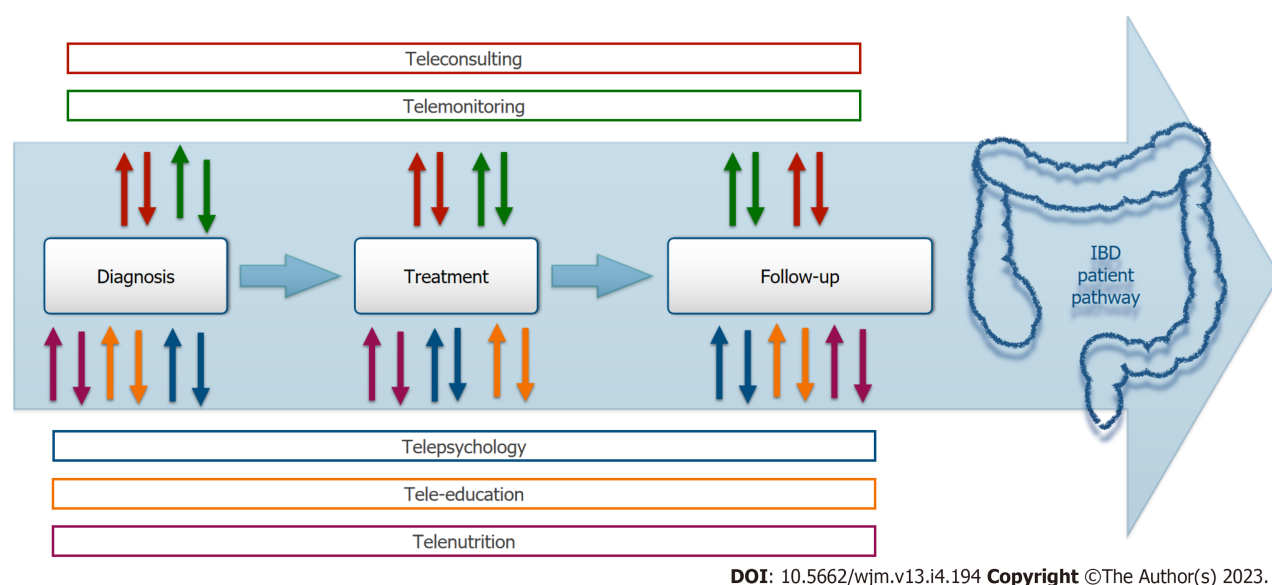 Teleconsulting
Telemonitoring
Diagnosis
Treatment
Follow-up
IBD
patient
pathway
Telepsychology
Tele-education
Telenutrition
DOI: 10.5662/wjm.v13.i4.194 Copyright ©The Author(s) 2023.